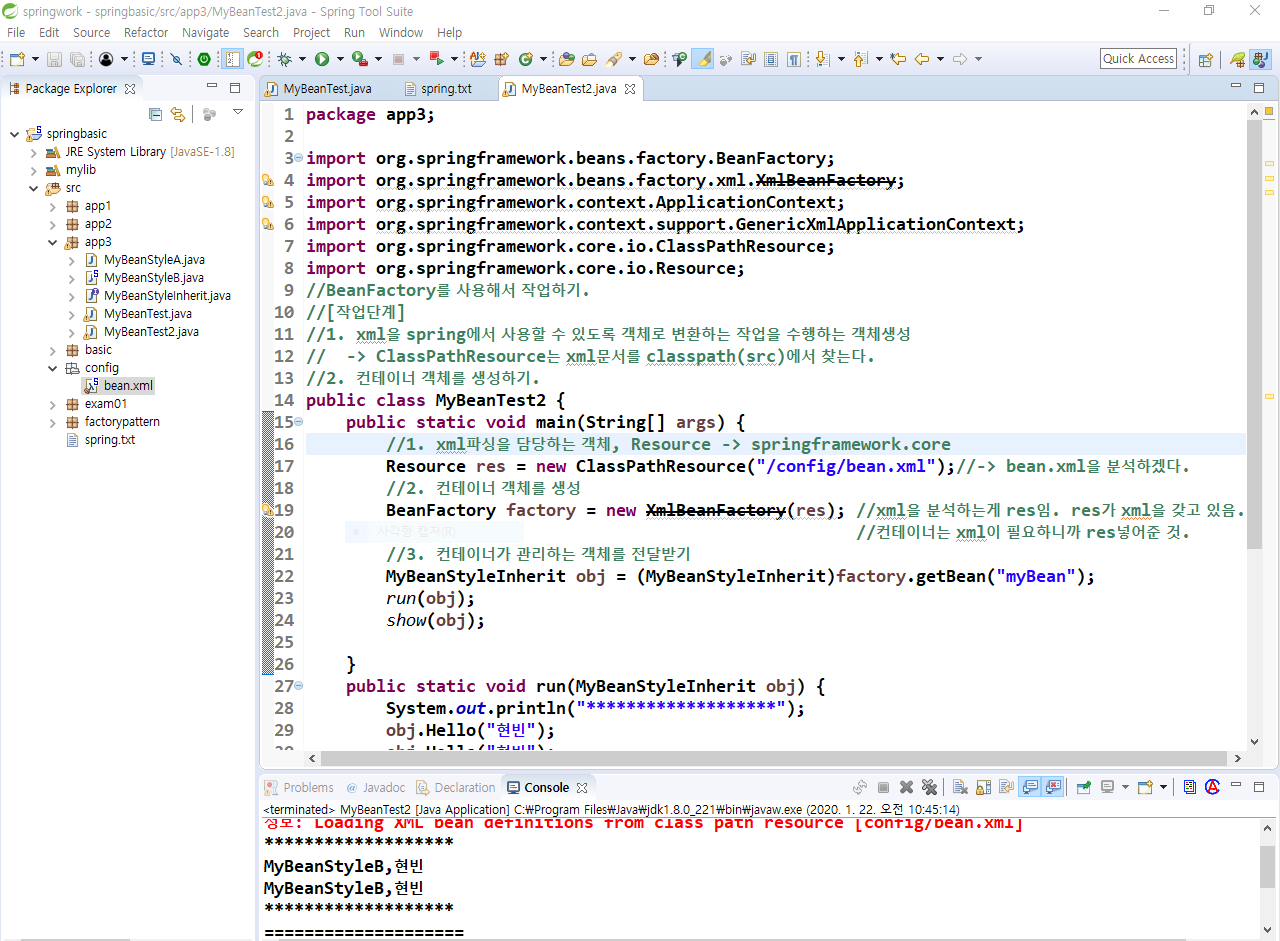 springwork - springbasic/src/app3/MyBeanTest2.java - Spring Tool Suite
File Edit Source Refactor Navigate Search Project Run Window Help
Quick Access
Package Explorer
MyBeanTest.java spring.txt MyBeanTest2.java
springbasic
JRE System Library [JavaSE-1.8]
mylib
src
app1
app2
app3
MyBeanStyleA.java
MyBeanStyleB.java
MyBeanStyleInherit.java
MyBeanTest.java
MyBeanTest2.java
basic
config
bean.xml
exam01
factorypattern
spring.txt
1 package app3;
2
3 import org.springframework.beans.factory.BeanFactory;
4 import org.springframework.beans.factory.xml.XmlBeanFactory;
5 import org.springframework.context.ApplicationContext;
6 import org.springframework.context.support.GenericXmlApplicationContext;
7 import org.springframework.core.io.ClassPathResource;
8 import org.springframework.core.io.Resource;
9 //BeanFactory를 사용해서 작업하기.
10 //[작업단계]
11 //1. xml을 spring에서 사용할 수 있도록 객체로 변환하는 작업을 수행하는 객체생성
12 //  -> ClassPathResource는 xml문서를 classpath(src)에서 찾는다.
13 //2. 컨테이너 객체를 생성하기.
14 public class MyBeanTest2 {
15 public static void main(String[] args) {
16 //1. xml파싱을 담당하는 객체, Resource -> springframework.core
17 Resource res = new ClassPathResource("/config/bean.xml");//-> bean.xml을 분석하겠다.
18 //2. 컨테이너 객체를 생성
19 BeanFactory factory = new XmlBeanFactory(res); //xml을 분석하는게 res임. res가 xml을 갖고 있음.
20 사각형 캡처(R) //컨테이너는 xml이 필요하니까 res넣어준 것.
21 //3. 컨테이너가 관리하는 객체를 전달받기
22 MyBeanStyleInherit obj = (MyBeanStyleInherit)factory.getBean("myBean");
23 run(obj);
24 show(obj);
25
26 }
27 public static void run(MyBeanStyleInherit obj) {
28 System.out.println("*******************");
29 obj.Hello("현빈");
30 obj.Hello("현빈");
Problems Javadoc Declaration Console
<terminated> MyBeanTest2 [Java Application] C:₩Program Files₩Java₩jdk1.8.0_221₩bin₩javaw.exe (2020. 1. 22. 오전 10:45:14)
정보: Loading XML bean definitions from class path resource [config/bean.xml]
*******************
MyBeanStyleB,현빈
MyBeanStyleB,현빈
*******************
====================